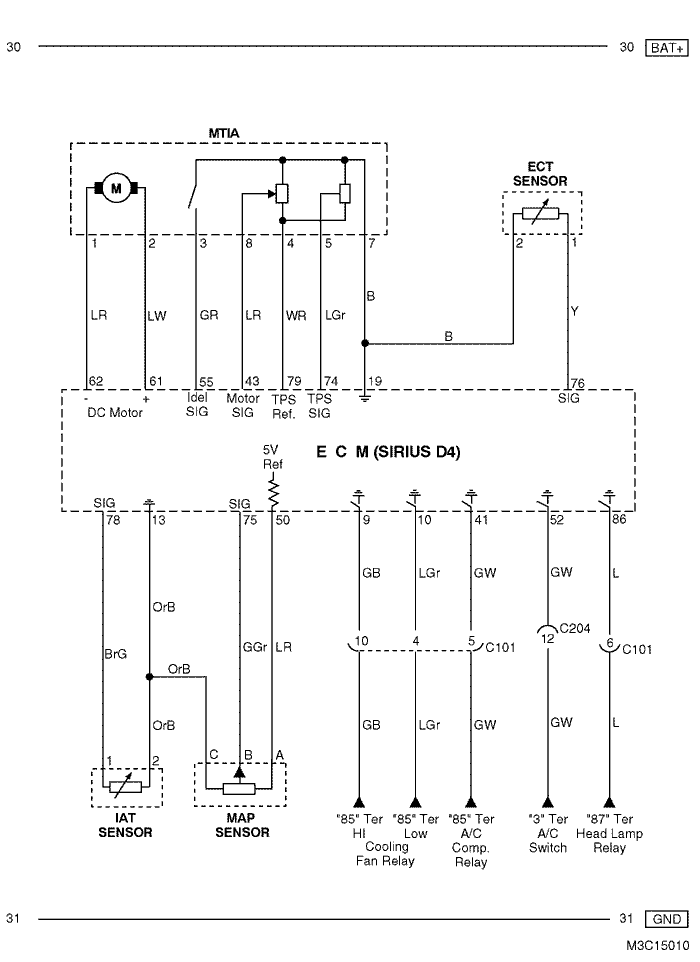 30 30 BAT+
MTIA
ECT
SENSOR
M
1 2 3 8 4 5 7 2 1
LR LW GR LR WR LGr B B Y
62 61 55 43 79 74 19 76
- + Idel Motor TPS TPS SIG
DC Motor SIG SIG Ref. SIG
5V
Ref
E C M (SIRIUS D4)
SIG SIG
78 13 75 50 9 10 41 52 86
GB LGr GW GW L
OrB
C204
10 4 5 C101 12 6 C101
BrG GGr LR
OrB
OrB GB LGr GW GW L
1 2 C B A
IAT
SENSOR
MAP
SENSOR
"85" Ter "85" Ter "85" Ter "3" Ter "87" Ter
HI Low A/C A/C Head Lamp
Cooling Comp. Switch Relay
Fan Relay Relay
31 31 GND
M3C15010